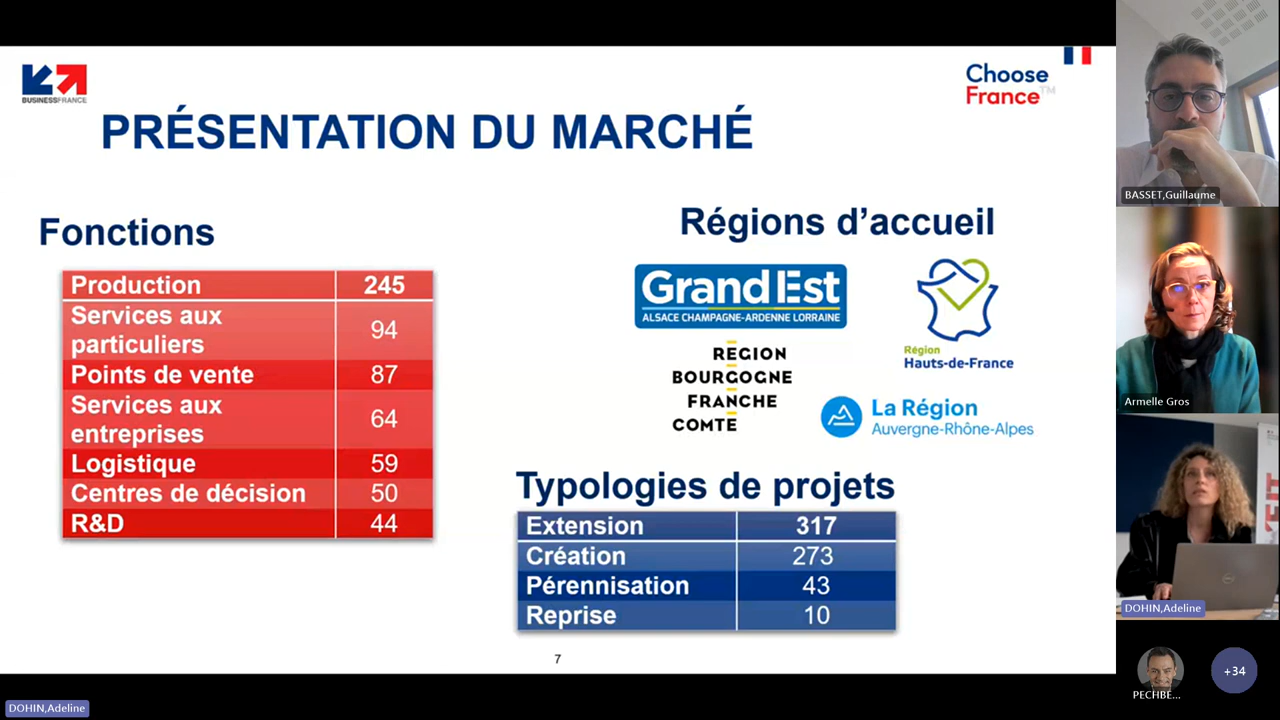 BUSINESSFRANCE
Choose
France™
PRÉSENTATION DU MARCHÉ
Fonctions
Production 245
Services aux
particuliers 94
Points de vente 87
Services aux
entreprises 64
Logistique 59
Centres de décision 50
R&D 44
Régions d'accueil
Grand Est
ALSACE CHAMPAGNE-ARDENNE LORRAINE
Région
Hauts-de-France
REGION
BOURGOGNE
FRANCHE
COMTE
La Région
Auvergne-Rhône-Alpes
Typologies de projets
Extension 317
Création 273
Pérennisation 43
Reprise 10
7
BASSET,Guillaume
Armelle Gros
DOHIN,Adeline
PECHBE...
+34
DOHIN,Adeline